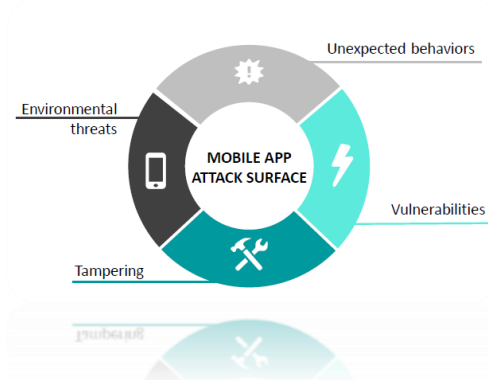 Unexpected behaviors
Environmental
threats
MOBILE APP
ATTACK SURFACE
Vulnerabilities
Tampering